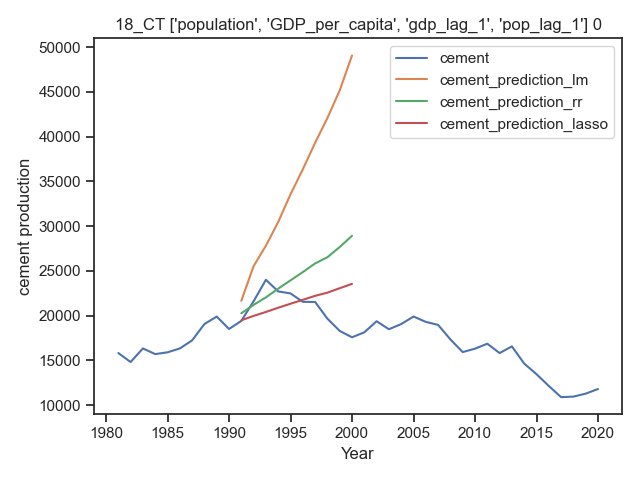 18_CT ['population', 'GDP_per_capita', 'gdp_lag_1', 'pop_lag_1'] 0
50000
45000
40000
35000
30000
25000
20000
15000
10000
cement production
cement
cement_prediction_lm
cement_prediction_rr
cement_prediction_lasso
1980 1985 1990 1995 2000 2005 2010 2015 2020
Year